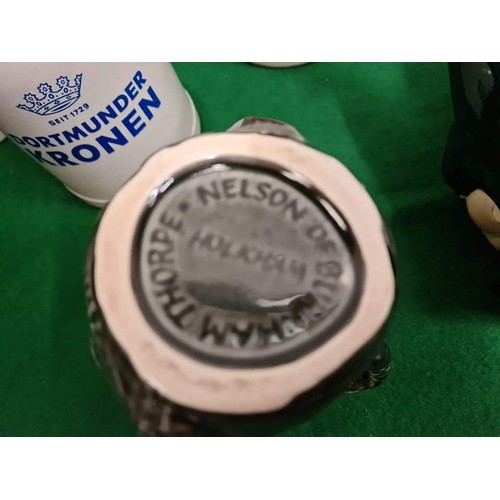 SEIT 1729
DORTMUNDER
KRONEN
NELSON OF BURNHAM THORPE
HOLKHAM